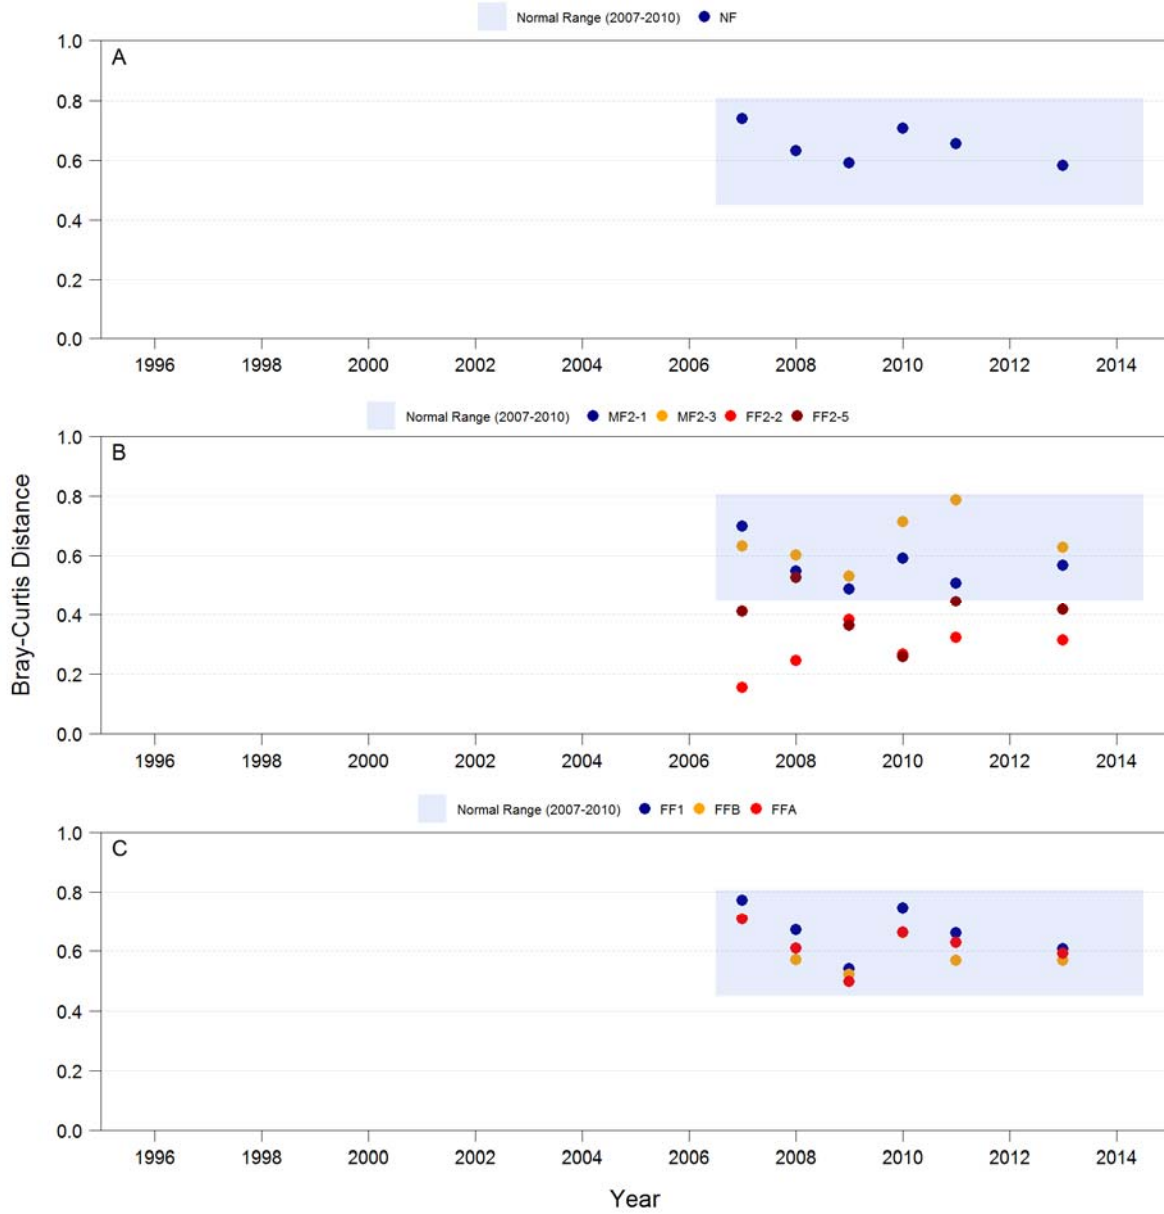 Normal Range (2007-2010) NF
A
1.0
0.8
0.6
0.4
0.2
0.0
1996 1998 2000 2002 2004 2006 2008 2010 2012 2014
Normal Range (2007-2010) MF2-1 MF2-3 FF2-2 FF2-5
B
1.0
0.8
0.6
0.4
0.2
0.0
1996 1998 2000 2002 2004 2006 2008 2010 2012 2014
Bray-Curtis Distance
Normal Range (2007-2010) FF1 FFB FFA
C
1.0
0.8
0.6
0.4
0.2
0.0
1996 1998 2000 2002 2004 2006 2008 2010 2012 2014
Year